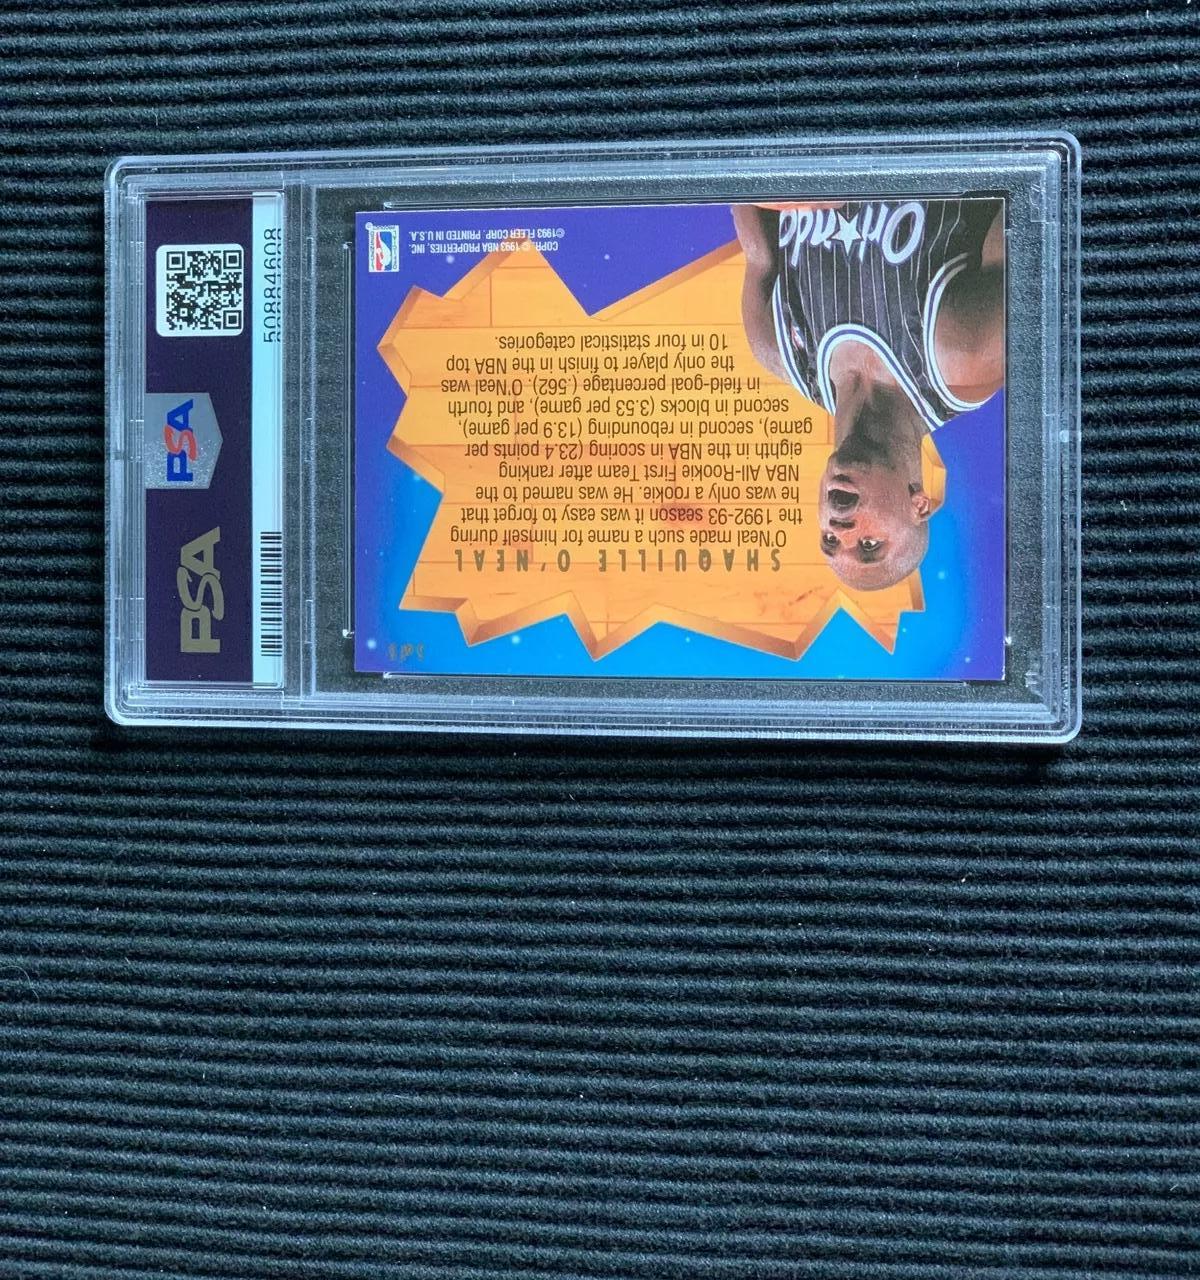 SHAQUILLE O'NEAL
O'Neal made such a name for himself during
the 1992-93 season it was easy to forget that
he was only a rookie. He was named to the
NBA All-Rookie First Team after ranking
eighth in the NBA in scoring (23.4 points per
game), second in rebounding (13.9 per game),
second in blocks (3.53 per game), and fourth
in field-goal percentage (.562). O'Neal was
the only player to finish in the NBA top
10 in four statistical categories.
COPR. © 1993 NBA PROPERTIES, INC.
©1993 FLEER CORP. PRINTED IN U.S.A.
Orlando
PSA
PSA
50884608